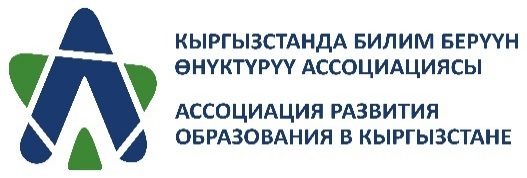 КЫРГЫЗСТАНДА БИЛИМ БЕРҮҮН
ӨНҮКТҮРҮҮ АССОЦИАЦИЯСЫ
АССОЦИАЦИЯ РАЗВИТИЯ
ОБРАЗОВАНИЯ В КЫРГЫЗСТАНЕ